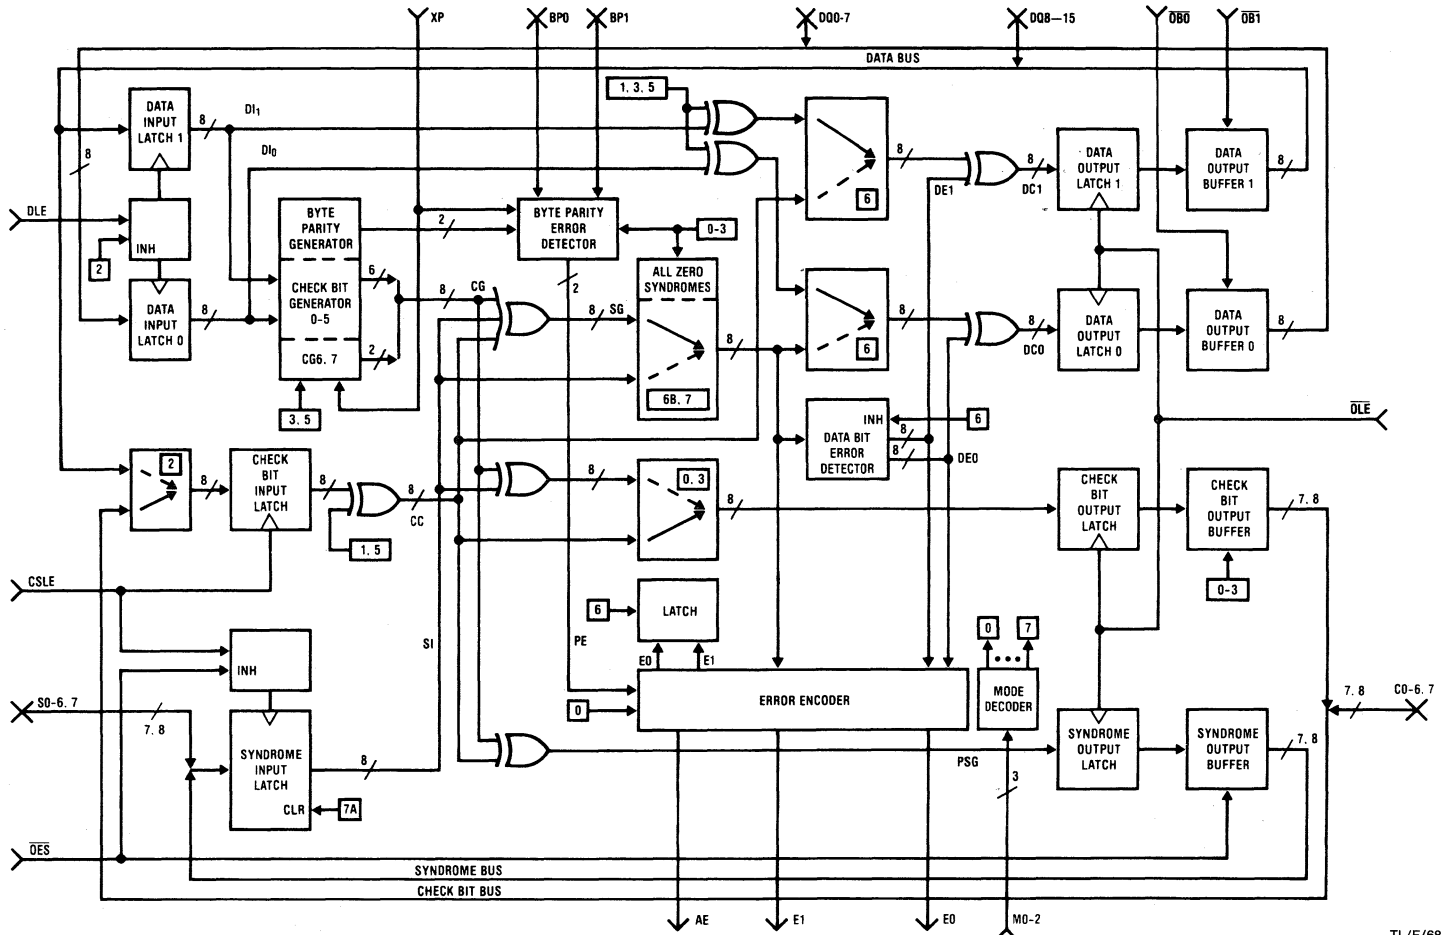 XP
BP0
BP1
DQ0-7
DQ8—15
OB0
OB1
DATA BUS
DATA INPUT LATCH 1
8
DI1
1, 3, 5
DI0
8
6
8
DE1
8
DC1
DATA OUTPUT LATCH 1
DATA OUTPUT BUFFER 1
8
DLE
INH
2
BYTE PARITY GENERATOR
2
BYTE PARITY ERROR DETECTOR
0-3
CHECK BIT GENERATOR 0-5
6
8
CG
2
ALL ZERO SYNDROMES
DATA INPUT LATCH 0
8
CG6, 7
2
8
SG
8
6B, 7
6
8
8
DC0
DATA OUTPUT LATCH 0
DATA OUTPUT BUFFER 0
8
3, 5
INH
6
DATA BIT ERROR DETECTOR
8
8
DE0
OLE
2
8
CHECK BIT INPUT LATCH
8
8
CC
1, 5
8
0, 3
8
CHECK BIT OUTPUT LATCH
CHECK BIT OUTPUT BUFFER
7, 8
0-3
CSLE
6
LATCH
PE
E0
E1
0
7
SI
INH
S0-6, 7
7, 8
0
ERROR ENCODER
MODE DECODER
7, 8
C0-6, 7
SYNDROME INPUT LATCH
8
CLR
7A
PSG
3
SYNDROME OUTPUT LATCH
SYNDROME OUTPUT BUFFER
7, 8
OES
SYNDROME BUS
CHECK BIT BUS
AE
E1
E0
M0-2
TL/F/68